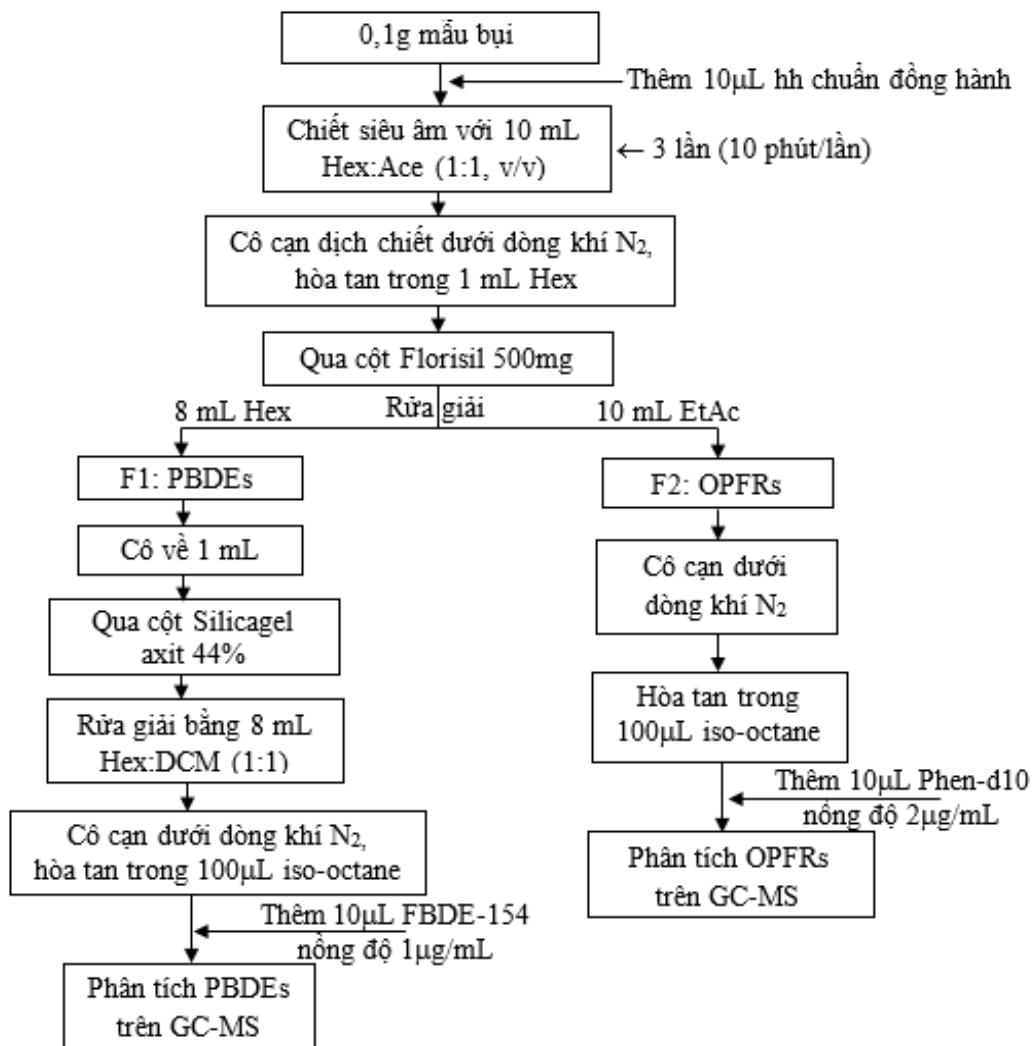 0,1g mẫu bụi
Thêm 10µL hh chuẩn đồng hành
Chiết siêu âm với 10 mL
Hex:Ace (1:1, v/v)
← 3 lần (10 phút/lần)
Cô cạn dịch chiết dưới dòng khí N₂,
hòa tan trong 1 mL Hex
Qua cột Florisil 500mg
8 mL Hex
Rửa giải
10 mL EtAc
F1: PBDEs
Cô về 1 mL
Qua cột Silicagel
axit 44%
Rửa giải bằng 8 mL
Hex:DCM (1:1)
Cô cạn dưới dòng khí N₂,
hòa tan trong 100µL iso-octane
Thêm 10µL FBDE-154
nồng độ 1µg/mL
Phân tích PBDEs
trên GC-MS
F2: OPFRs
Cô cạn dưới
dòng khí N₂
Hòa tan trong
100µL iso-octane
Thêm 10µL Phen-d10
nồng độ 2µg/mL
Phân tích OPFRs
trên GC-MS